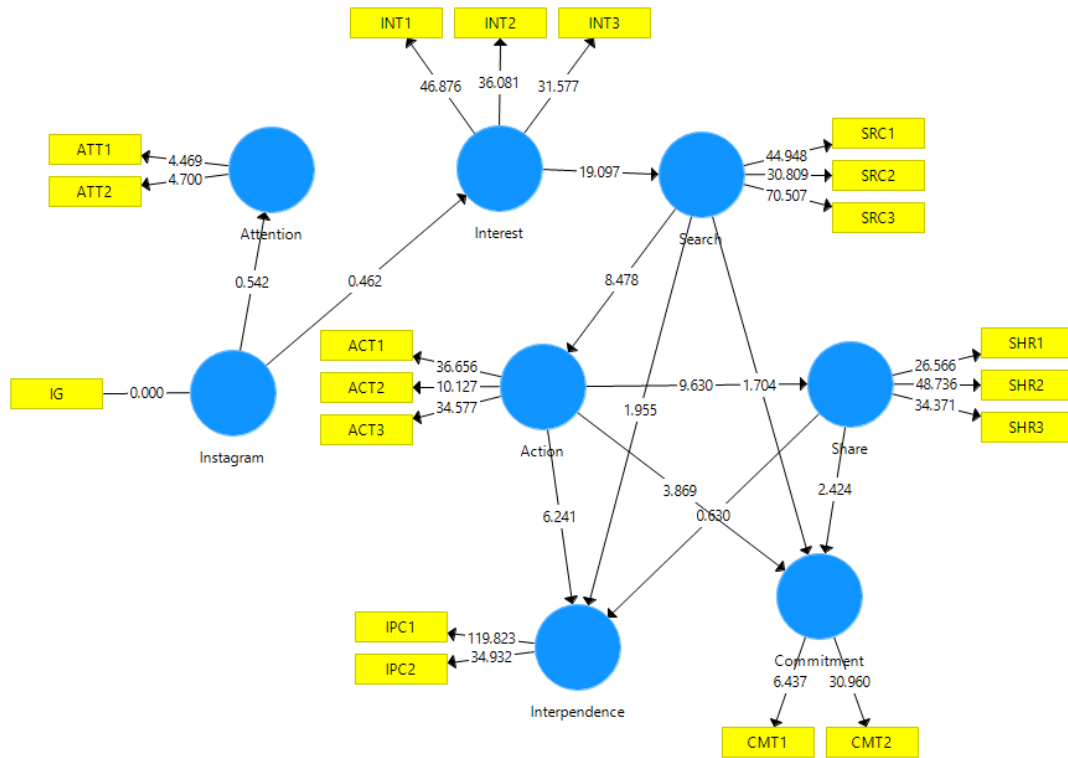 INT1
INT2
INT3
46.876
36.081
31.577
ATT1
ATT2
4.469
4.700
Attention
Interest
19.097
Search
SRC1
SRC2
SRC3
44.948
30.809
70.507
0.542
0.462
8.478
IG
0.000
Instagram
ACT1
ACT2
ACT3
36.656
10.127
34.577
Action
9.630
1.704
1.955
Share
SHR1
SHR2
SHR3
26.566
48.736
34.371
6.241
3.869
0.630
2.424
IPC1
IPC2
119.823
34.932
Interpendence
Commitment
6.437
30.960
CMT1
CMT2